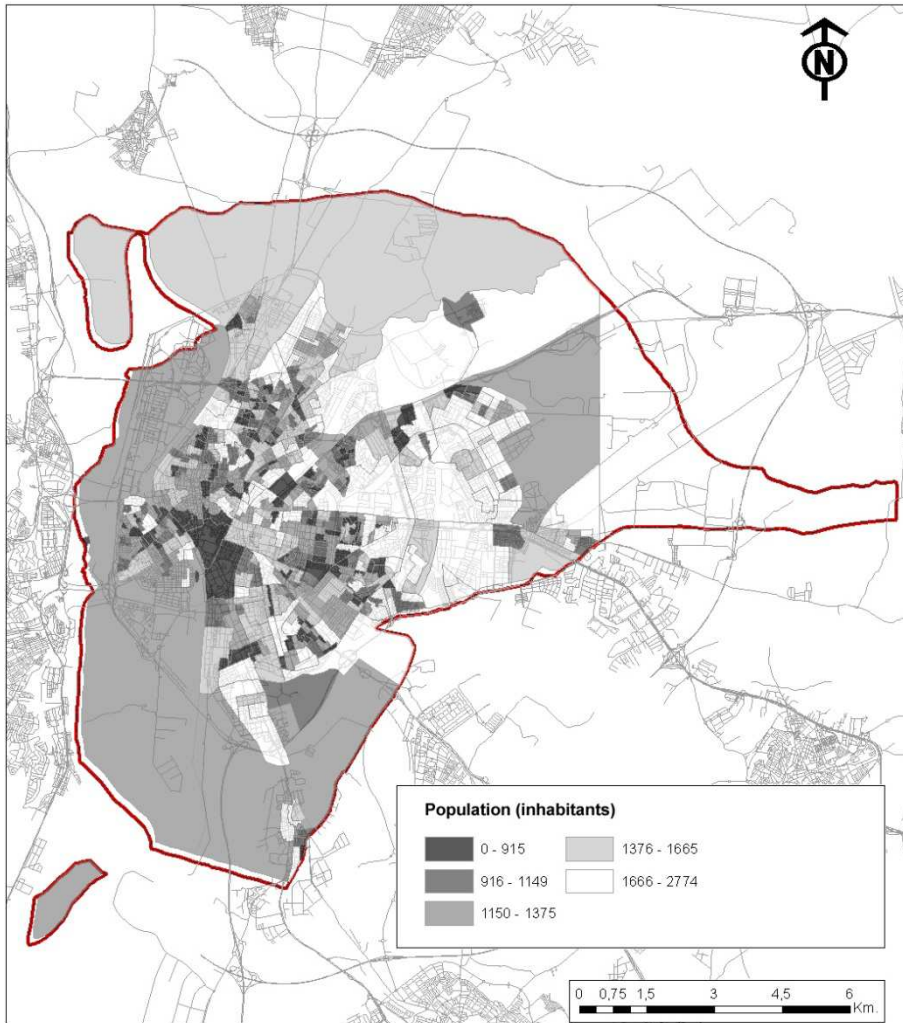 N
Population (inhabitants)
0 - 915
1376 - 1665
916 - 1149
1666 - 2774
1150 - 1375
0 0,75 1,5 3 4,5 6
Km.